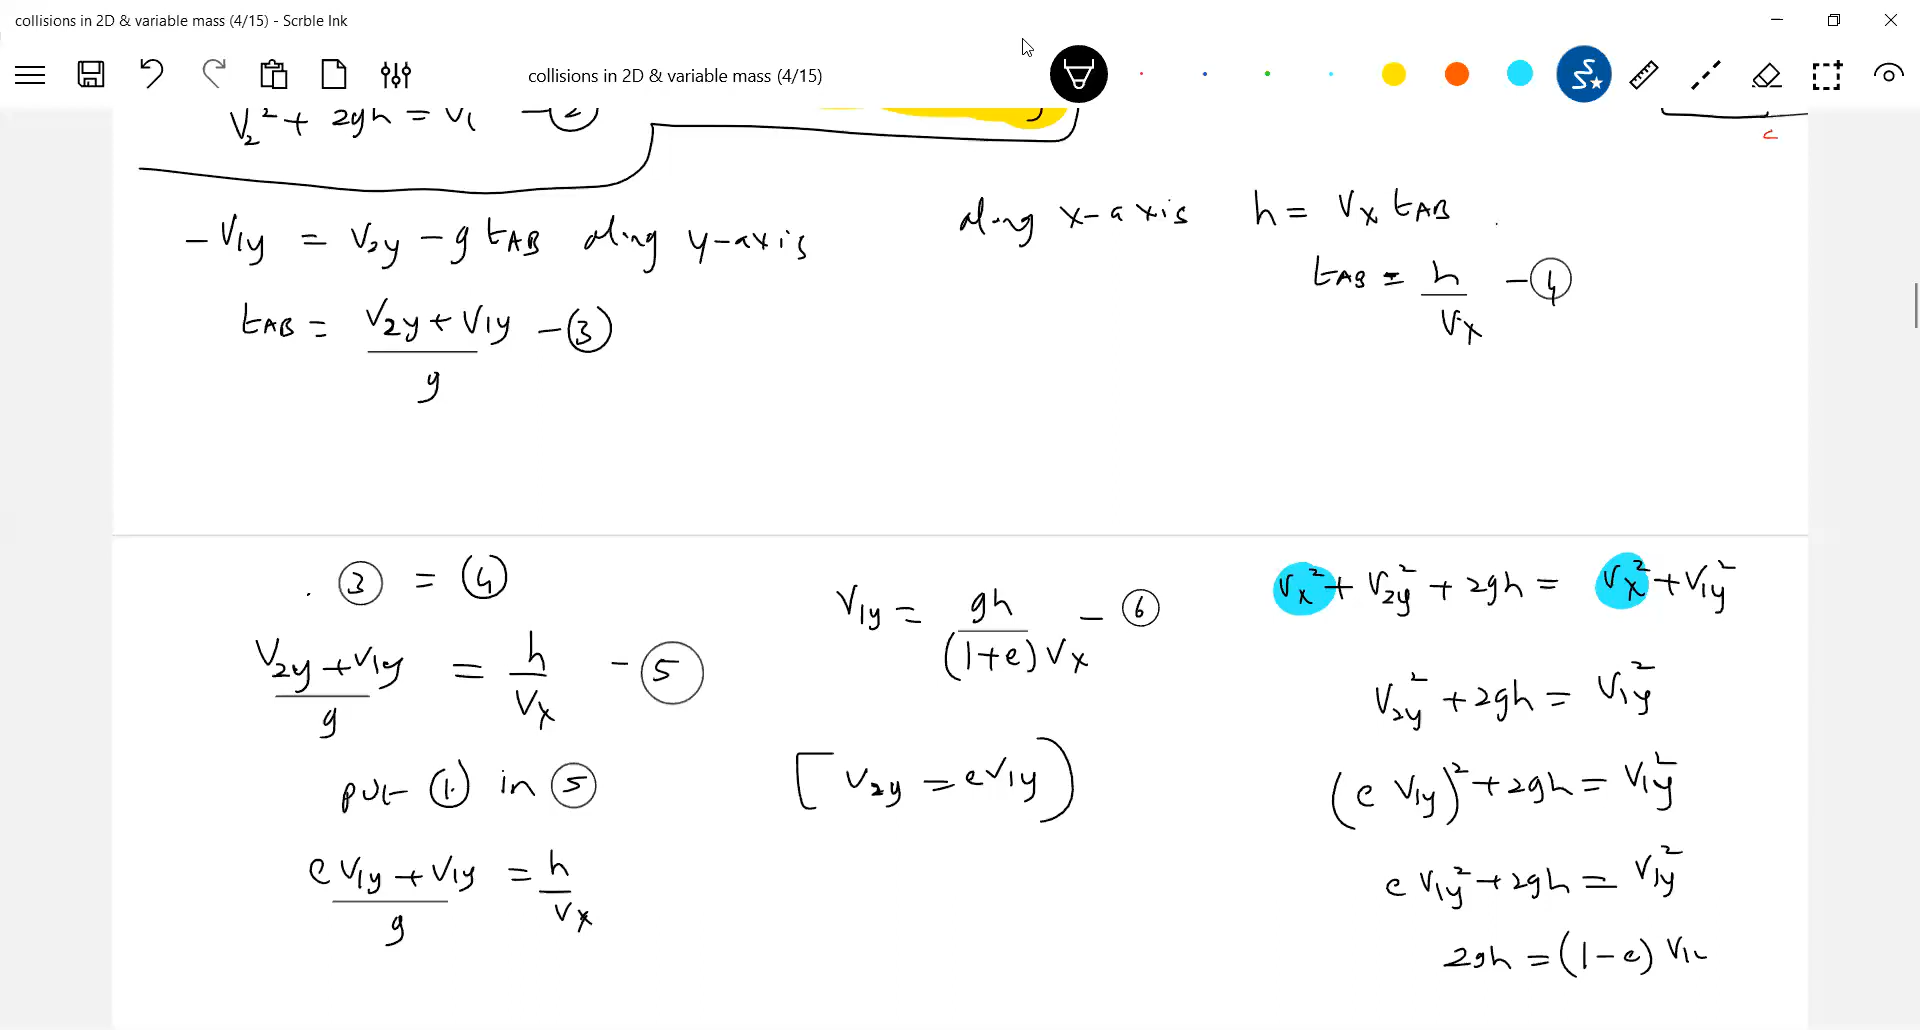 collisions in 2D & variable mass (4/15) - Scrble Ink
collisions in 2D & variable mass (4/15)
V₂² + 2gh = V₁ - ②
- V₁y = V₂y - g tAB along y-axis
tAB = (V₂y + V₁y)/g - ③
along x-axis h = Vx tAB
tAB = h/Vx - ④
③ = ④
(V₂y + V₁y)/g = h/Vx - ⑤
put ① in ⑤
(e V₁y + V₁y)/g = h/Vx
V₁y = gh/((1+e) Vx) - ⑥
[V₂y = e V₁y)
Vx² + V₂y² + 2gh = Vx² + V₁y²
V₂y² + 2gh = V₁y²
(e V₁y)² + 2gh = V₁y²
e V₁y² + 2gh = V₁y²
2gh = (1 - e) V₁